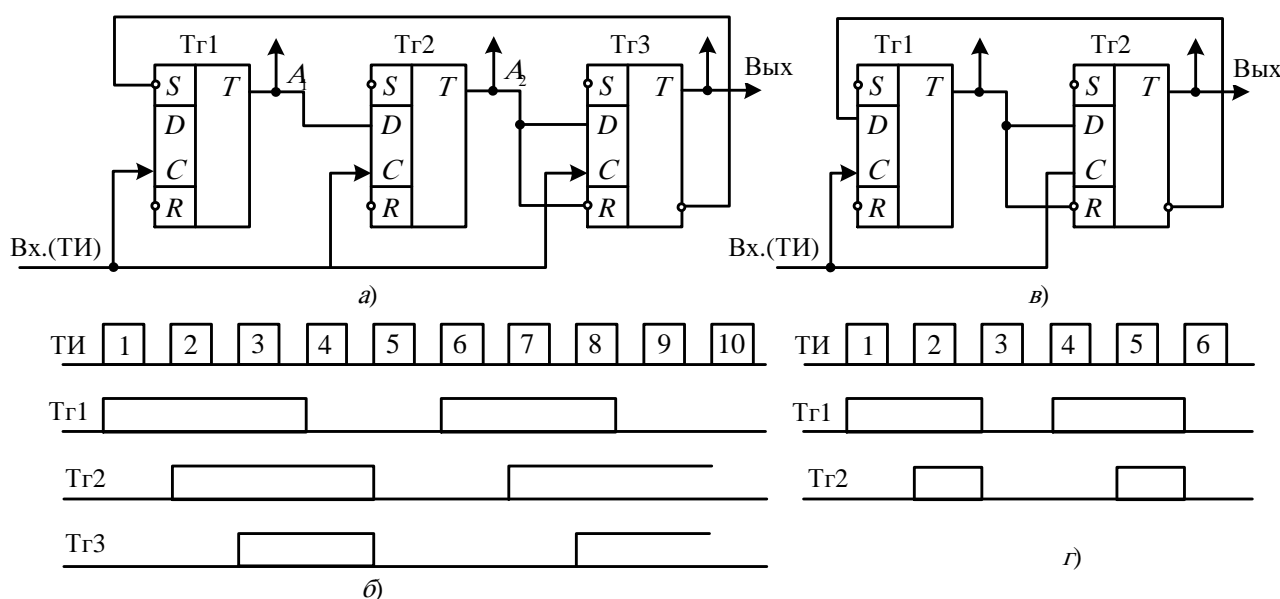 Тг1 Тг2 Тг3
S T A1 S T A2 S T Вых
D D D
C C C
R R R
Вх.(ТИ)
а)
Тг1 Тг2
S T S T Вых
D D
C C
R R
Вх.(ТИ)
в)
ТИ 1 2 3 4 5 6 7 8 9 10
Тг1
Тг2
Тг3
б)
ТИ 1 2 3 4 5 6
Тг1
Тг2
г)